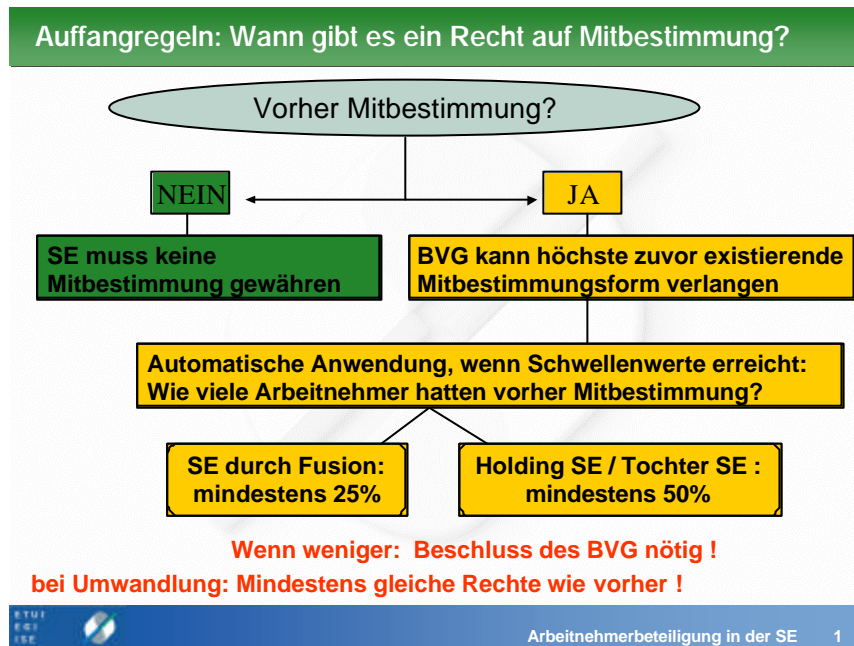 Auffangregeln: Wann gibt es ein Recht auf Mitbestimmung?
Vorher Mitbestimmung?
NEIN
JA
SE muss keine
Mitbestimmung gewähren
BVG kann höchste zuvor existierende
Mitbestimmungsform verlangen
Automatische Anwendung, wenn Schwellenwerte erreicht:
Wie viele Arbeitnehmer hatten vorher Mitbestimmung?
SE durch Fusion:
mindestens 25%
Holding SE / Tochter SE :
mindestens 50%
Wenn weniger: Beschluss des BVG nötig !
bei Umwandlung: Mindestens gleiche Rechte wie vorher !
ETUI
EGI
ISE
Arbeitnehmerbeteiligung in der SE 1